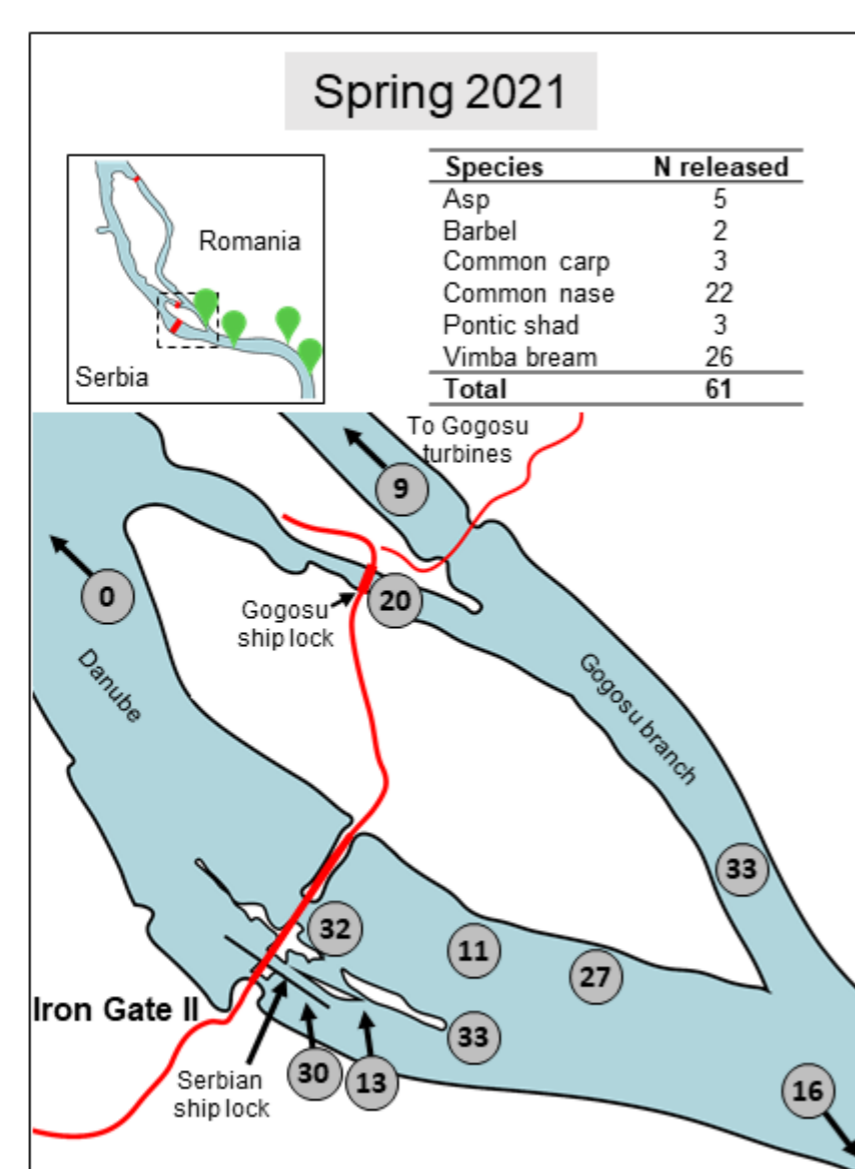 Spring 2021
Species N released
Asp 5
Barbel 2
Common carp 3
Common nase 22
Pontic shad 3
Vimba bream 26
Total 61
Romania
Serbia
To Gogosu
turbines
9
0
Gogosu
ship lock
20
Danube
Gogosu branch
33
32
11
27
Iron Gate II
33
Serbian
ship lock
30
13
16